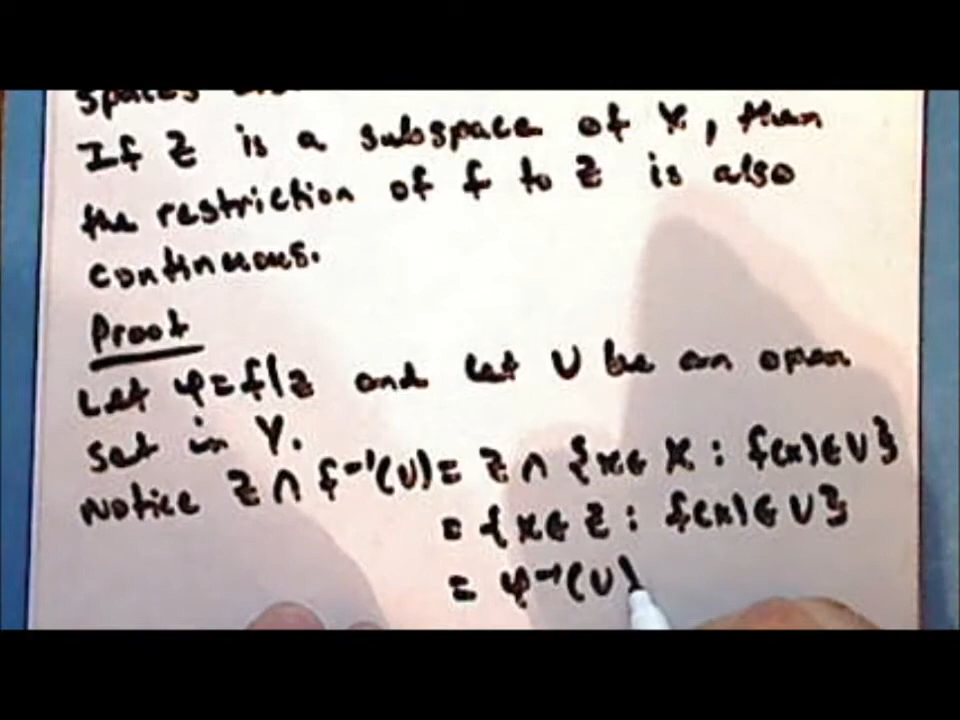 If Z is a subspace of X, then
the restriction of f to Z is also
continuous.
Proof
Let φ=f|Z and let U be an open
set in Y.
Notice Z∩f⁻¹(U)= Z∩{x∈X: f(x)∈U}
= {x∈Z: f(x)∈U}
= φ⁻¹(U)